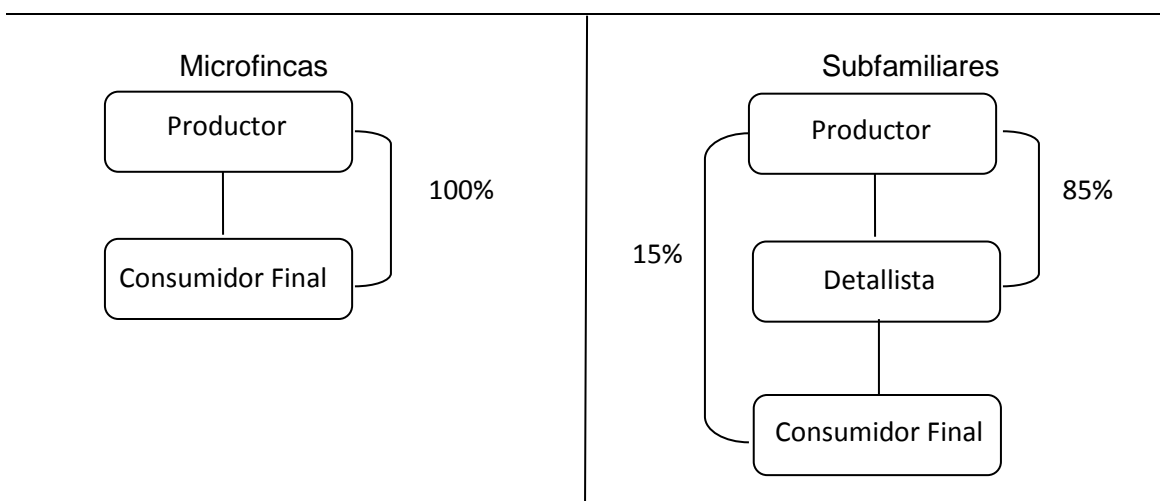 Microfincas
Productor
100%
Consumidor Final
Subfamiliares
Productor
85%
15%
Detallista
Consumidor Final